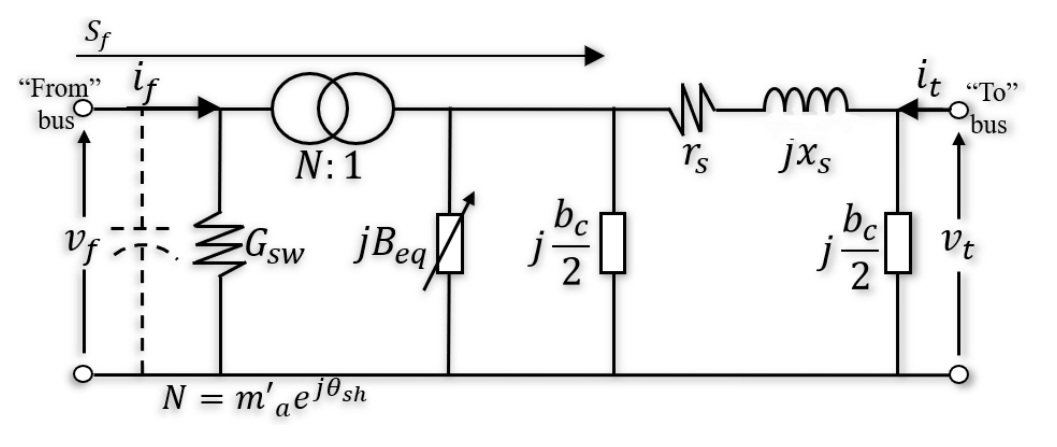 S_f
“From” bus
i_f
N: 1
r_s
jx_s
i_t
“To” bus
v_f
G_{sw}
jB_{eq}
j \frac{b_c}{2}
j \frac{b_c}{2}
v_t
N = m'_a e^{jθ_{sh}}